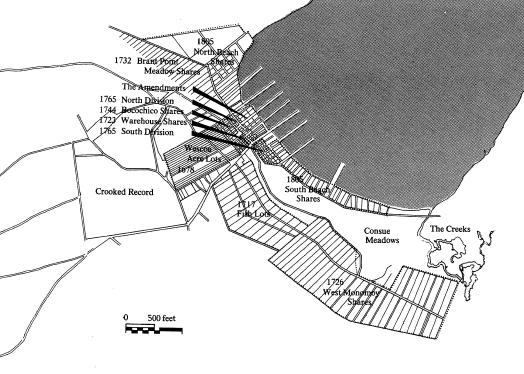 1805
North Beach
Shares
1732 Brant Point
Meadow Shares
The Amendments
1765 North Division
1744 Bocochico Shares
1723 Warehouse Shares
1765 South Division
Wescoe
Acre Lots
1678
Crooked Record
1805
South Beach
Shares
1717
Fish Lots
Consue
Meadows
The Creeks
1726
West Monomoy
Shares
0 500 feet